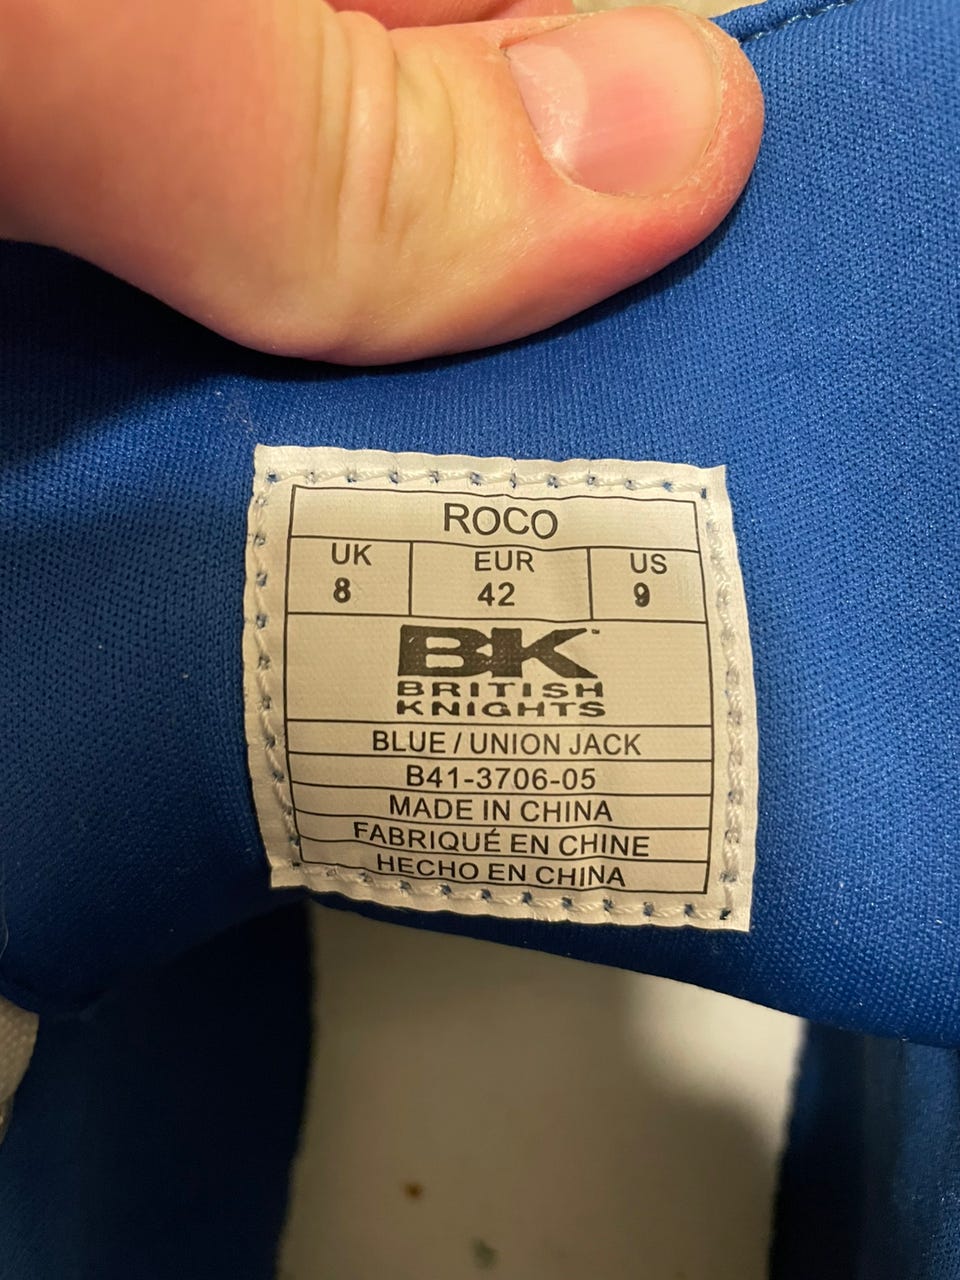 ROCO
UK EUR US
8 42 9
BK™
BRITISH
KNIGHTS
BLUE / UNION JACK
B41-3706-05
MADE IN CHINA
FABRIQUÉ EN CHINE
HECHO EN CHINA